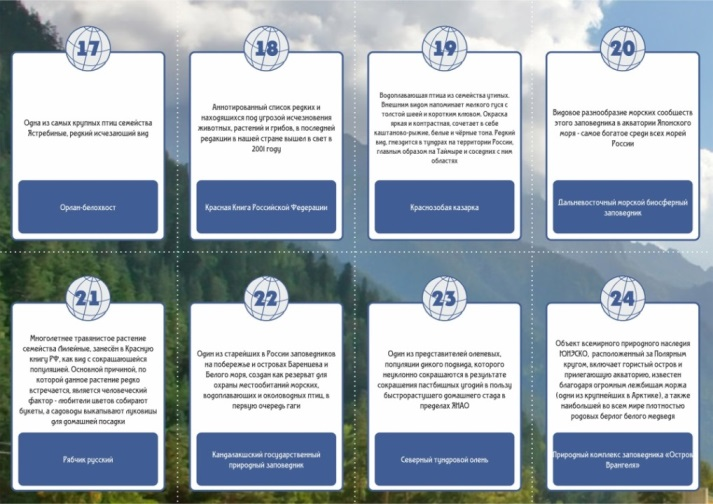 17
Одна из самых крупных птиц семейства
Ястребиные, редкий исчезающий вид
Орлан-белохвост
18
Аннотированный список редких и
находящихся под угрозой исчезновения
животных, растений и грибов, в последней
редакции в нашей стране вышел в свет в
2001 году
Красная Книга Российской Федерации
19
Водоплавающая птица из семейства утиных.
Внешним видом напоминает мелкого гуся с
толстой шеей и коротким клювом. Окраска
яркая и контрастная, сочетает в себе
каштаново-рыжие, белые и чёрные тона. Редкий
вид, гнездится в тундрах на территории России,
главным образом на Таймыре и соседних с ним
областях
Краснозобая казарка
20
Видовое разнообразие морских сообществ
этого заповедника в акватории Японского
моря - самое богатое среди всех морей
России
Дальневосточный морской биосферный
заповедник
21
Многолетнее травянистое растение
семейства Лилейные, занесён в Красную
книгу РФ, как вид с сокращающейся
популяцией. Основной причиной, по
которой данное растение редко
встречается, является человеческий
фактор - любители цветов собирают
букеты, а садоводы выкапывают луковицы
для домашней посадки
Рябчик русский
22
Один из старейших в России заповедников
на побережье и островах Баренцева и
Белого моря, создан как резерват для
охраны местообитаний морских,
водоплавающих и околоводных птиц, в
первую очередь гаги
Кандалакшский государственный
природный заповедник
23
Один из представителей оленевых,
популяции дикого подвида, которого
неуклонно сокращаются в результате
сокращения пастбищных угодий в пользу
быстрорастущего домашнего стада в
пределах ЯНАО
Северный тундровой олень
24
Объект всемирного природного наследия
ЮНЕСКО, расположенный за Полярным
кругом, включает гористый остров и
прилегающую акваторию, известен
благодаря огромным лежбищам моржа
(одни из крупнейших в Арктике), а также
наибольшей во всем мире плотностью
родовых берлог белого медведя
Природный комплекс заповедника «Остров
Врангеля»